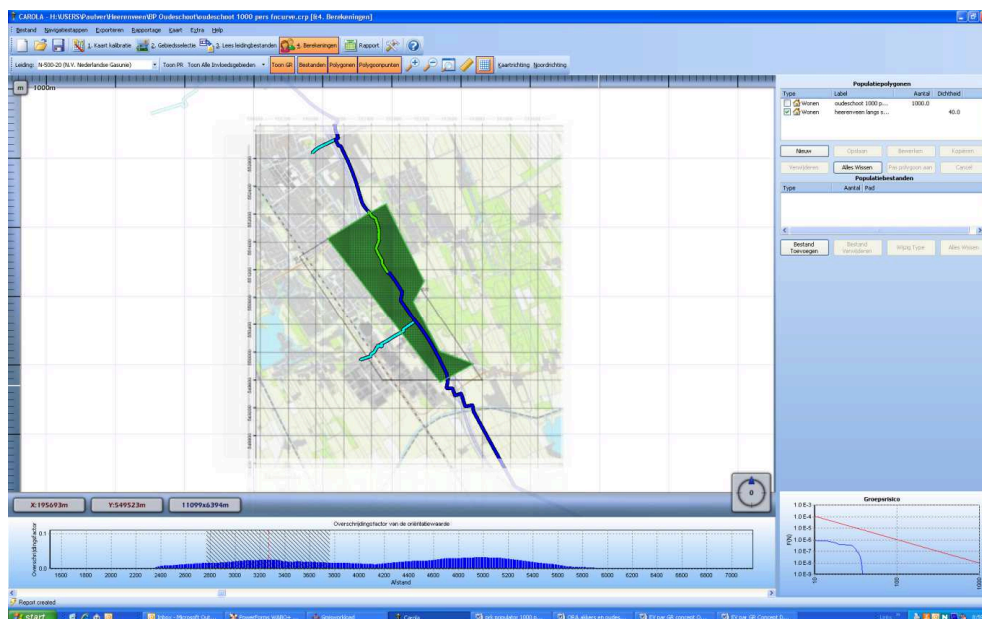 CAROLA - H:\USERS\Paulver\Heerenveen\BP Oudeschoot\oudeschoot 1000 pers fncurve.crp [lt4. Berekeningen]
Bestand Navigatiestappen Exporteren Rapportage Kaart Extra Help
1. Kaart kalibratie 2. Gebiedsselectie 3. Lees leidingbestanden 4. Berekeningen Rapport
Leiding: N-500-20 (N.V. Nederlandse Gasunie) Toon PR Toon Alle Invloedsgebieden Toon GR Bestanden Polygonen Polygoonpunten Kaartrichting Noordrichting
m 1000m
Populatiepolygonen
Type Label Aantal Dichtheid
Wonen oudeschoot 1000 p... 1000.0
Wonen heerenveen langs s... 40.0
Nieuw Opslaan Bewerken Kopieren
Verwijderen Alles Wissen Pas polygoon aan Cancel
Populatiebestanden
Type Aantal Pad
Bestand Toevoegen Bestand Verwijderen Wijzig Type Alles Wissen
0
X:195693m Y:549523m 11099x6394m
Overschrijdingsfactor van de oriëntatiewaarde
Overschrijdingsfactor
0.1
0.0
1600 1800 2000 2200 2400 2600 2800 3000 3200 3400 3600 3800 4000 4200 4400 4600 4800 5000 5200 5400 5600 5800 6000 6200 6400 6600 6800 7000
Afstand
Groepsrisico
F(N)
1.0E-3
1.0E-4
1.0E-5
1.0E-6
1.0E-7
1.0E-8
1.0E-9
10 100 1000
Report created.
start Inbox - Microsoft Out... Carola